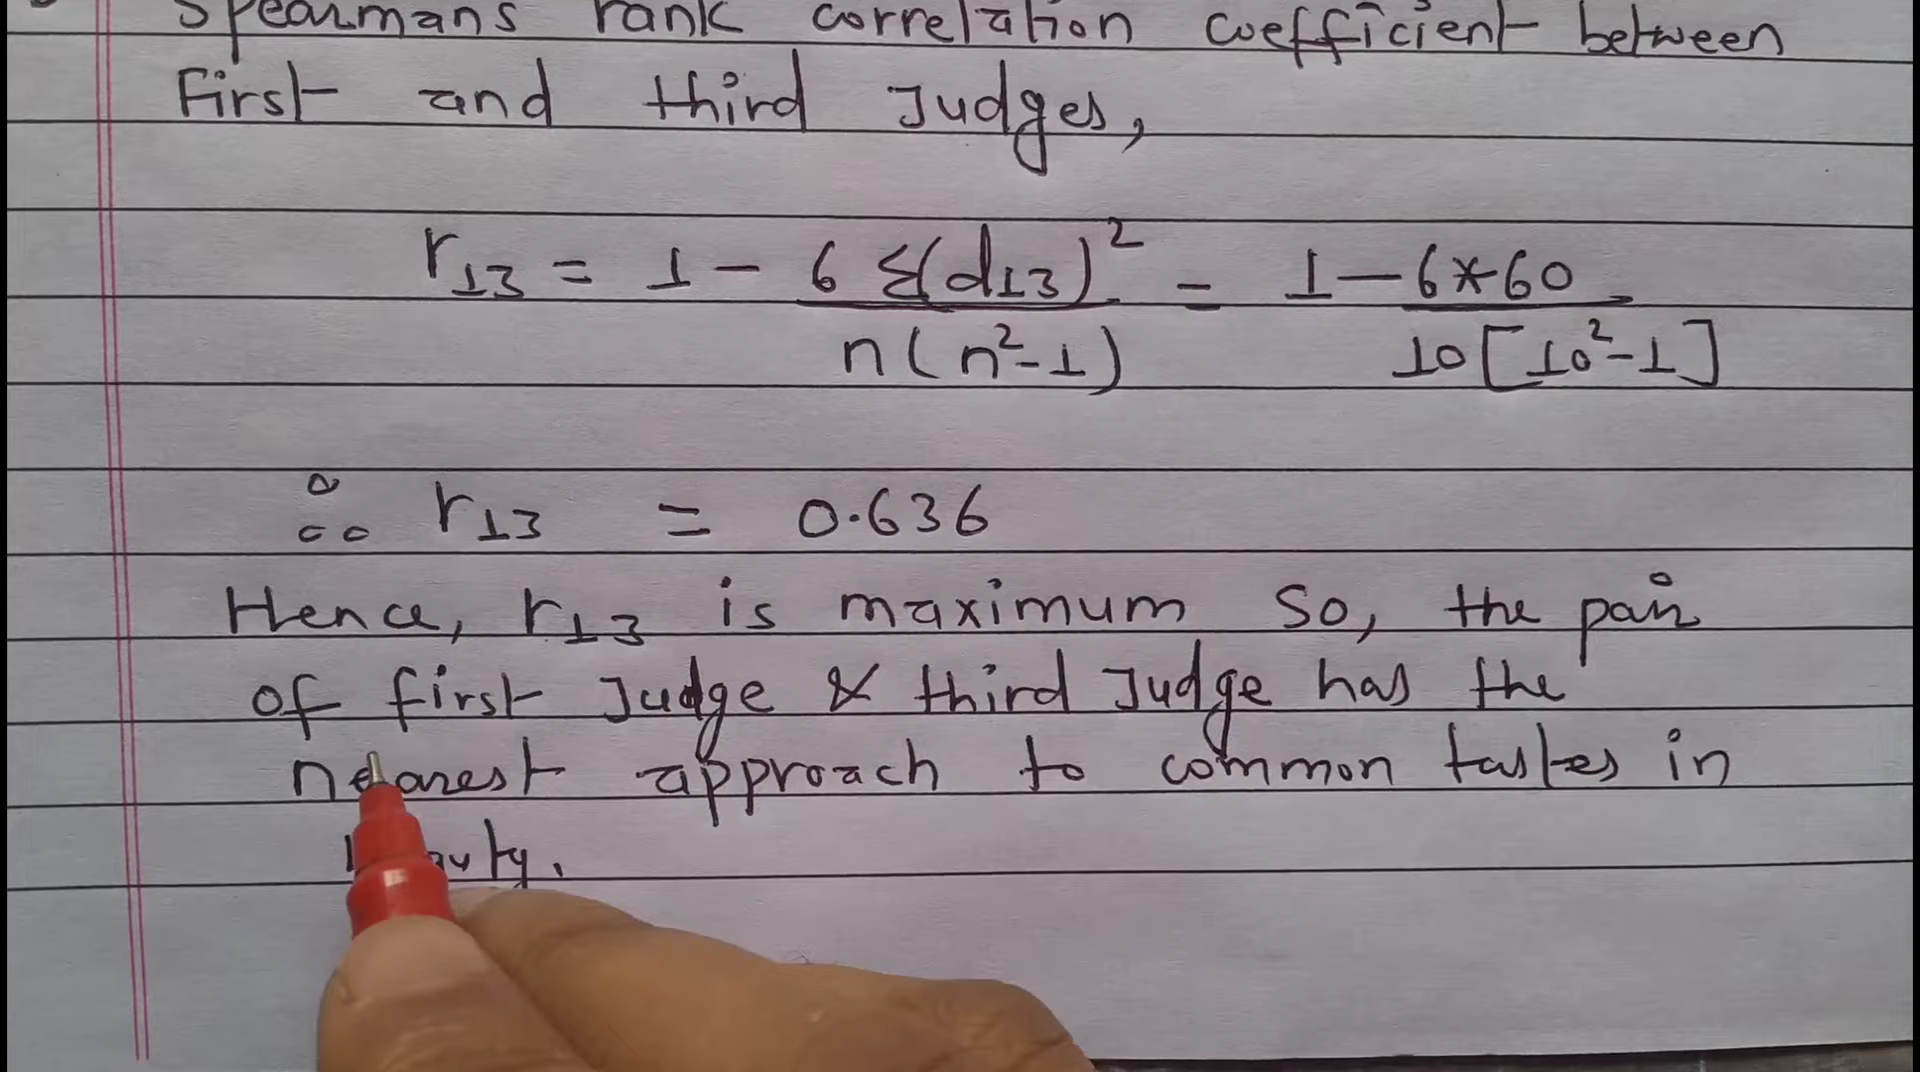 Spearmans rank correlation coefficient between
First and third Judges,
r13 = 1 - 6 Σ(d13)² / n(n²-1) = 1 - 6*60 / 10[10²-1]
∴ r13 = 0.636
Hence, r13 is maximum So, the pair
of first Judge & third Judge has the
nearest approach to common tastes in